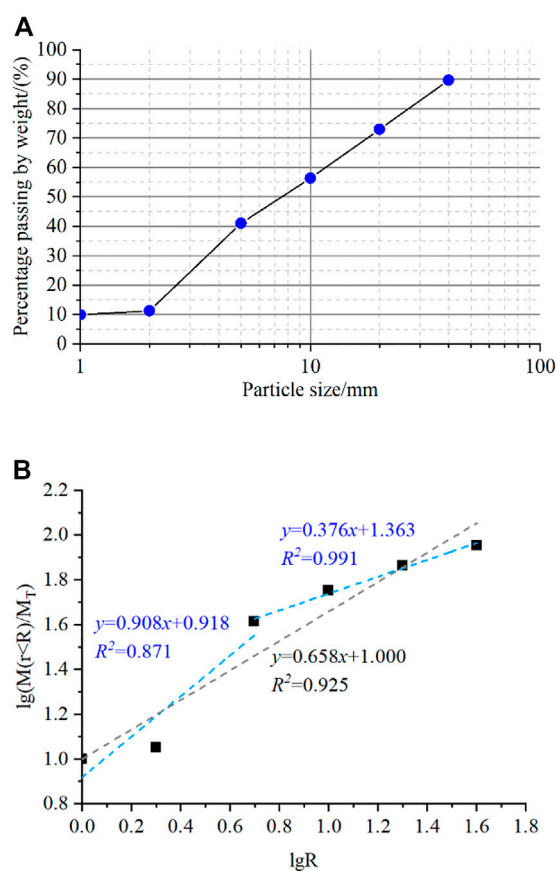 A
100
90
80
70
60
50
40
30
20
10
0
Percentage passing by weight/(%)
1
10
100
Particle size/mm
B
2.2
2.0
1.8
1.6
1.4
1.2
1.0
0.8
lg(M(r<R)/M_T)
y=0.376x+1.363
R²=0.991
y=0.908x+0.918
R²=0.871
y=0.658x+1.000
R²=0.925
0.0 0.2 0.4 0.6 0.8 1.0 1.2 1.4 1.6 1.8
lgR